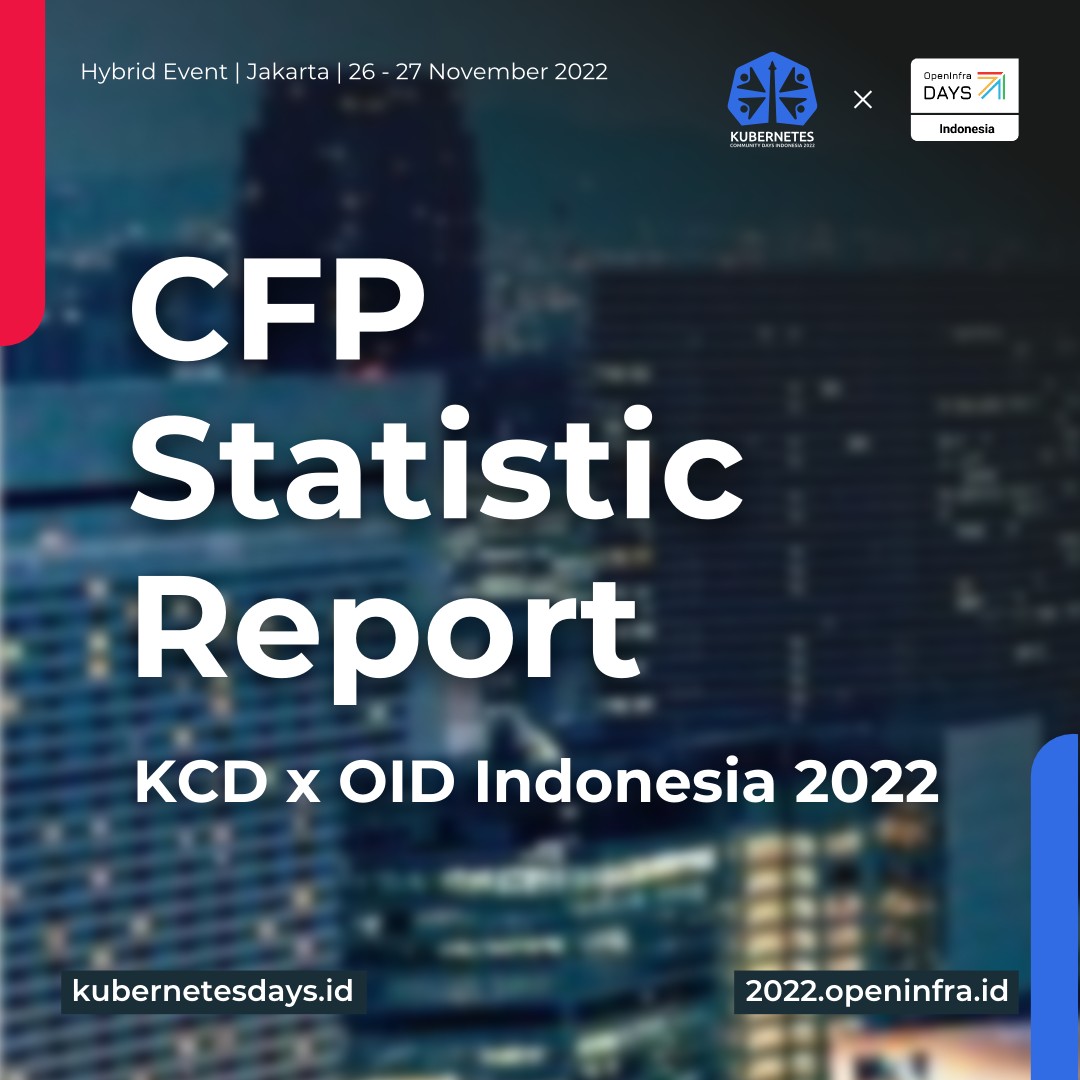 Hybrid Event | Jakarta | 26 - 27 November 2022
KUBERNETES
COMMUNITY DAYS INDONESIA 2022
OpenInfra
DAYS
Indonesia
CFP
Statistic
Report
KCD x OID Indonesia 2022
kubernetesdays.id
2022.openinfra.id